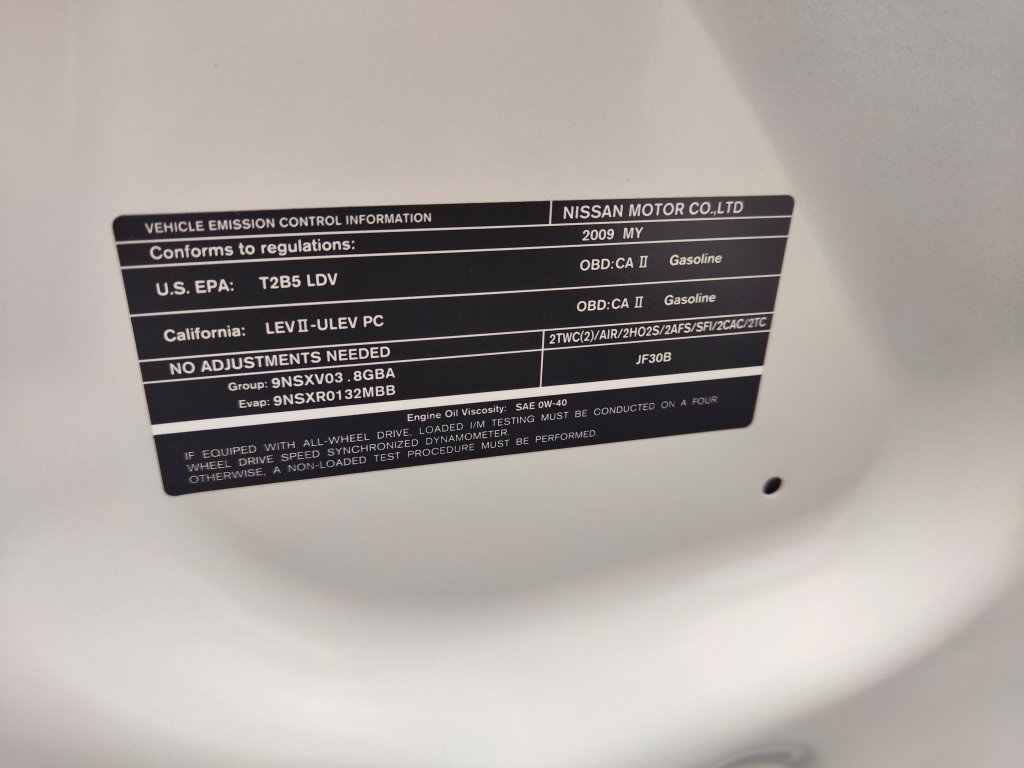 VEHICLE EMISSION CONTROL INFORMATION NISSAN MOTOR CO.,LTD
Conforms to regulations: 2009 MY
U.S. EPA: T2B5 LDV OBD:CA II Gasoline
California: LEVII-ULEV PC OBD:CA II Gasoline
NO ADJUSTMENTS NEEDED 2TWC(2)/AIR/2HO2S/2AFS/SFI/2CAC/2TC
Group: 9NSXV03.8GBA JF30B
Evap: 9NSXR0132MBB
Engine Oil Viscosity: SAE 0W-40
IF EQUIPED WITH ALL-WHEEL DRIVE, LOADED I/M TESTING MUST BE CONDUCTED ON A FOUR
WHEEL DRIVE SPEED SYNCHRONIZED DYNAMOMETER.
OTHERWISE, A NON-LOADED TEST PROCEDURE MUST BE PERFORMED.